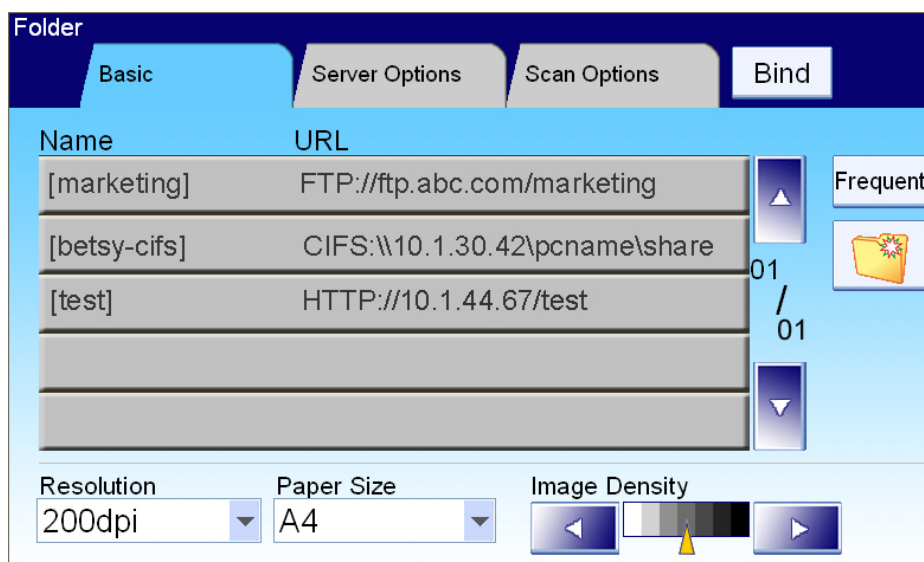 Folder
Basic Server Options Scan Options Bind
Name URL
[marketing] FTP://ftp.abc.com/marketing
Frequent
[betsy-cifs] CIFS:\\10.1.30.42\pcname\share
[test] HTTP://10.1.44.67/test
01
/
01
Resolution Paper Size Image Density
200dpi A4